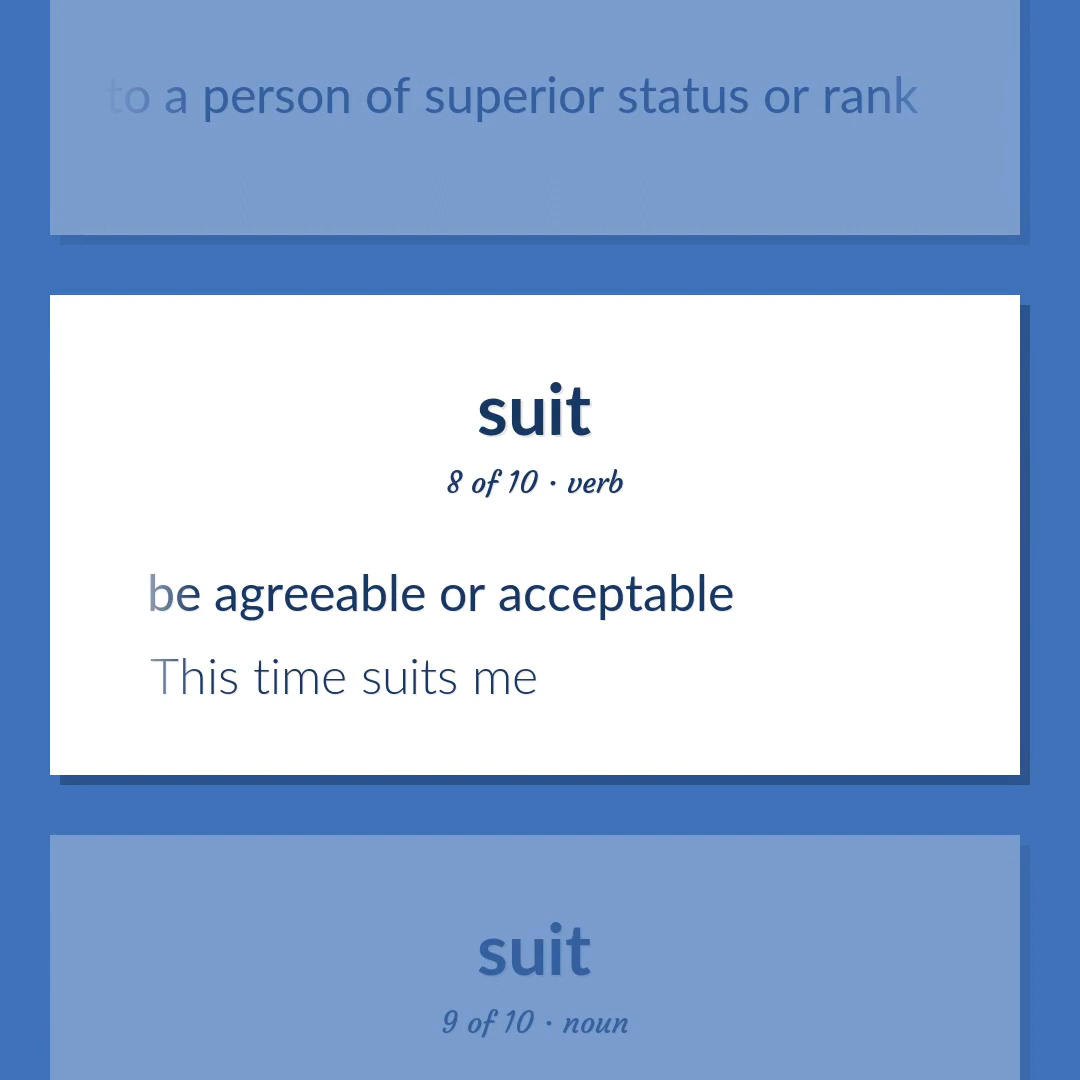 to a person of superior status or rank
suit
8 of 10 · verb
be agreeable or acceptable
This time suits me
suit
9 of 10 · noun